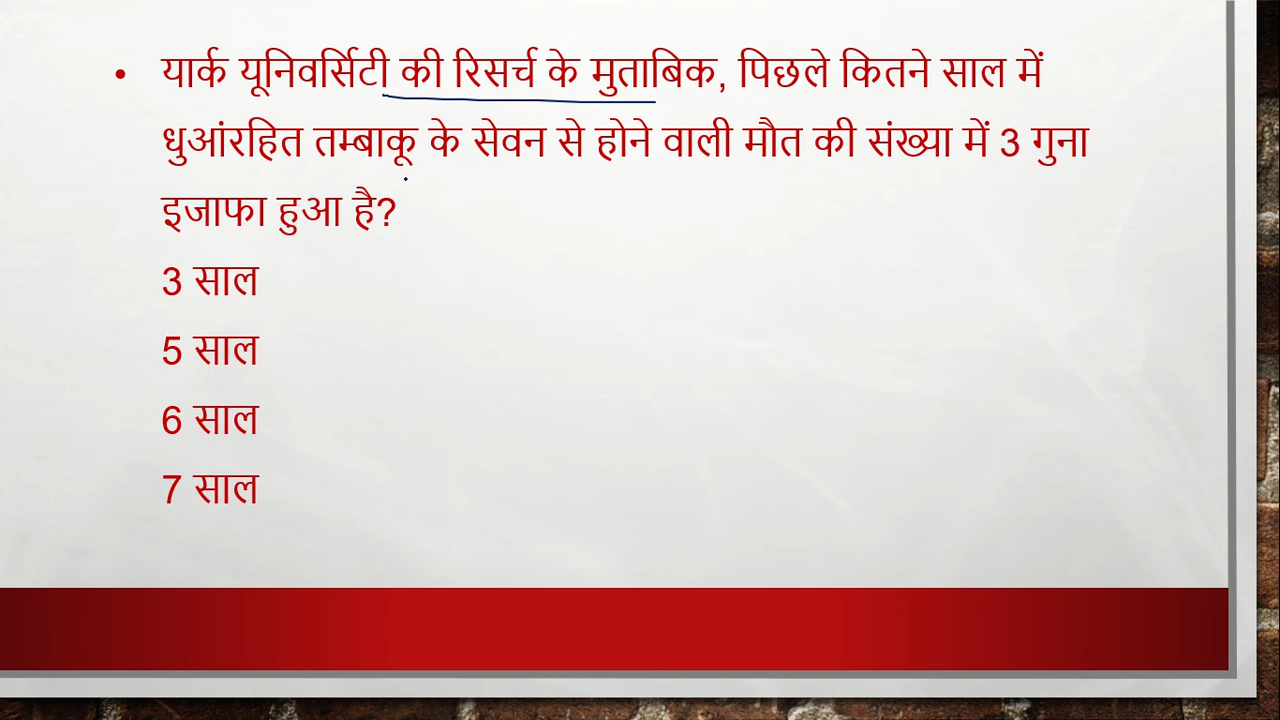 • यार्क यूनिवर्सिटी की रिसर्च के मुताबिक, पिछले कितने साल में
धुआंरहित तम्बाकू के सेवन से होने वाली मौत की संख्या में 3 गुना
इजाफा हुआ है?
3 साल
5 साल
6 साल
7 साल